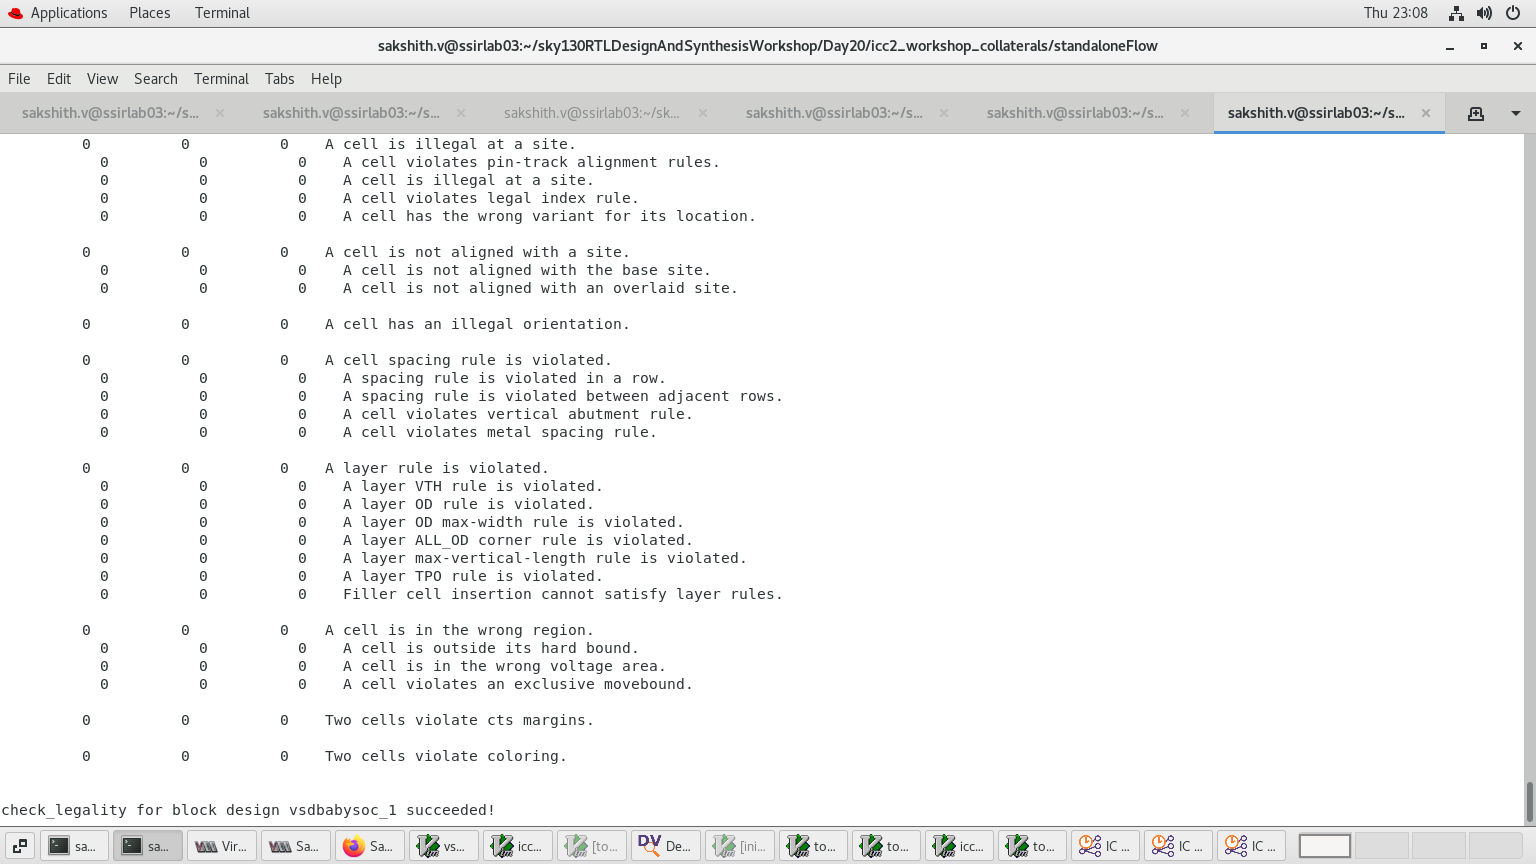 Applications Places Terminal Thu 23:08
sakshith.v@ssirlab03:~/sky130RTLDesignAndSynthesisWorkshop/Day20/icc2_workshop_collaterals/standaloneFlow
File Edit View Search Terminal Tabs Help
sakshith.v@ssirlab03:~/s... sakshith.v@ssirlab03:~/s... sakshith.v@ssirlab03:~/sk... sakshith.v@ssirlab03:~/s... sakshith.v@ssirlab03:~/s... sakshith.v@ssirlab03:~/s...
0 0 0 A cell is illegal at a site.
0 0 0 A cell violates pin-track alignment rules.
0 0 0 A cell is illegal at a site.
0 0 0 A cell violates legal index rule.
0 0 0 A cell has the wrong variant for its location.
0 0 0 A cell is not aligned with a site.
0 0 0 A cell is not aligned with the base site.
0 0 0 A cell is not aligned with an overlaid site.
0 0 0 A cell has an illegal orientation.
0 0 0 A cell spacing rule is violated.
0 0 0 A spacing rule is violated in a row.
0 0 0 A spacing rule is violated between adjacent rows.
0 0 0 A cell violates vertical abutment rule.
0 0 0 A cell violates metal spacing rule.
0 0 0 A layer rule is violated.
0 0 0 A layer VTH rule is violated.
0 0 0 A layer OD rule is violated.
0 0 0 A layer OD max-width rule is violated.
0 0 0 A layer ALL_OD corner rule is violated.
0 0 0 A layer max-vertical-length rule is violated.
0 0 0 A layer TPO rule is violated.
0 0 0 Filler cell insertion cannot satisfy layer rules.
0 0 0 A cell is in the wrong region.
0 0 0 A cell is outside its hard bound.
0 0 0 A cell is in the wrong voltage area.
0 0 0 A cell violates an exclusive movebound.
0 0 0 Two cells violate cts margins.
0 0 0 Two cells violate coloring.
check_legality for block design vsdbabysoc_1 succeeded!
sa... sa... Vir... Sa... Sa... vs... icc... [to... De... [ini... to... to... icc... to... IC ... IC ... IC ...